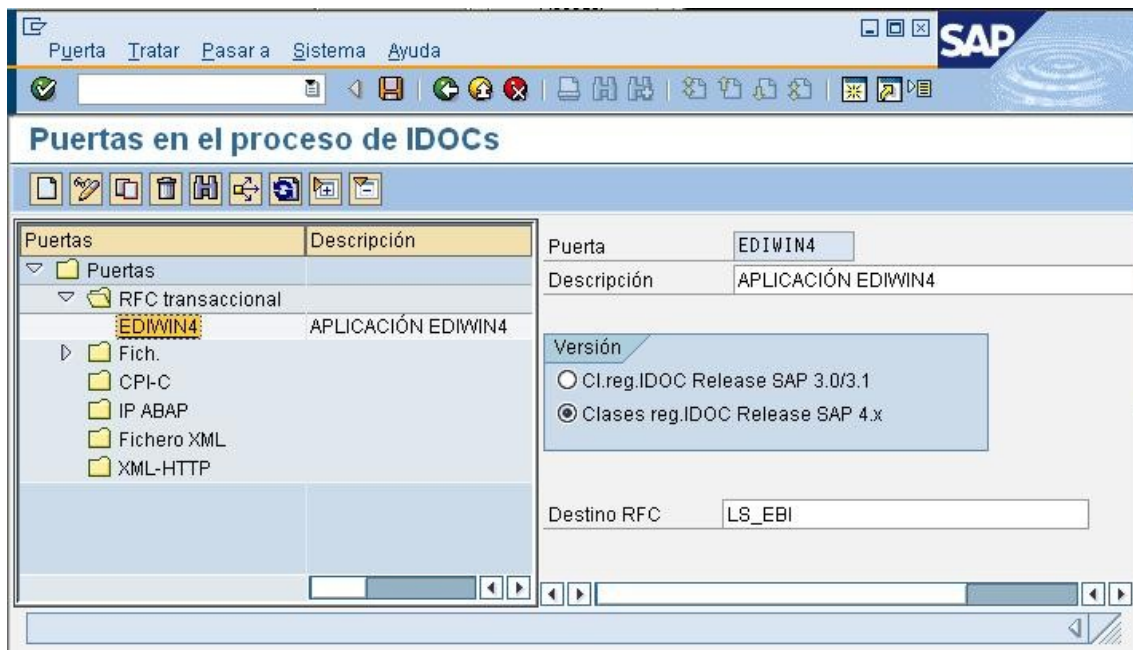 Puerta Tratar Pasar a Sistema Ayuda
SAP
Puertas en el proceso de IDOCs
Puertas Descripción
Puertas
RFC transaccional
EDIWIN4 APLICACIÓN EDIWIN4
Fich.
CPI-C
IP ABAP
Fichero XML
XML-HTTP
Puerta EDIWIN4
Descripción APLICACIÓN EDIWIN4
Versión
Cl.reg.IDOC Release SAP 3.0/3.1
Clases reg.IDOC Release SAP 4.x
Destino RFC LS_EBI